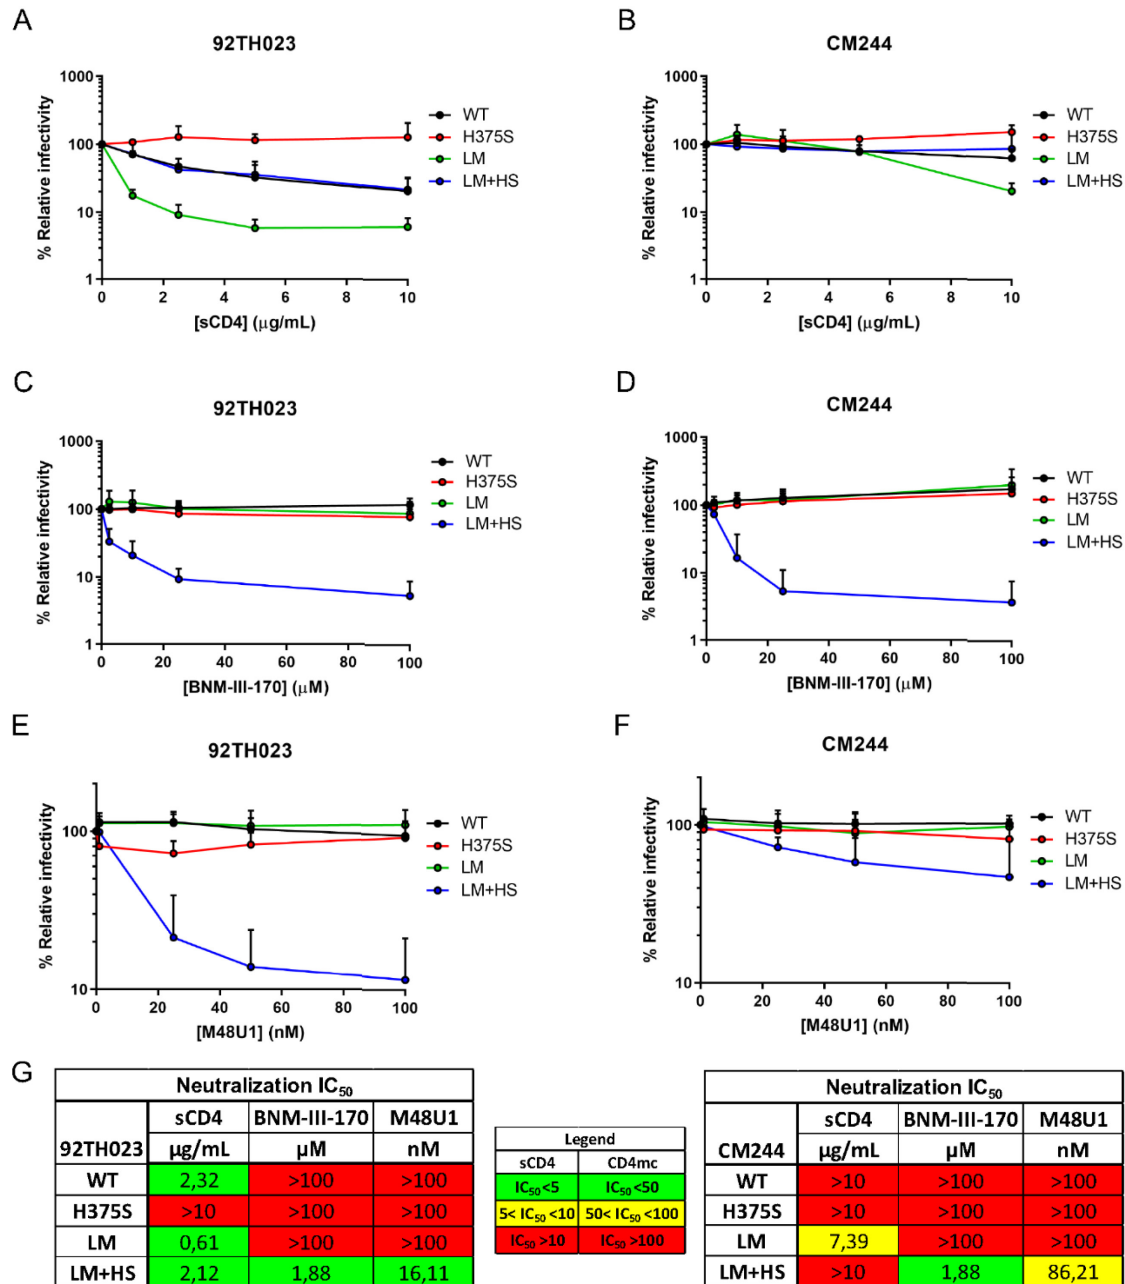 A
92TH023
1000
100
10
1
% Relative infectivity
0 2 4 6 8 10
[sCD4] (μg/mL)
WT
H375S
LM
LM+HS
B
CM244
1000
100
10
1
% Relative infectivity
0 2 4 6 8 10
[sCD4] (μg/mL)
WT
H375S
LM
LM+HS
C
92TH023
1000
100
10
1
% Relative infectivity
0 20 40 60 80 100
[BNM-III-170] (μM)
WT
H375S
LM
LM+HS
D
CM244
1000
100
10
1
% Relative infectivity
0 20 40 60 80 100
[BNM-III-170] (μM)
WT
H375S
LM
LM+HS
E
92TH023
100
10
% Relative infectivity
0 20 40 60 80 100
[M48U1] (nM)
WT
H375S
LM
LM+HS
F
CM244
100
10
% Relative infectivity
0 20 40 60 80 100
[M48U1] (nM)
WT
H375S
LM
LM+HS
G
Neutralization IC50
92TH023 sCD4 BNM-III-170 M48U1
μg/mL μM nM
WT 2,32 >100 >100
H375S >10 >100 >100
LM 0,61 >100 >100
LM+HS 2,12 1,88 16,11
Legend
sCD4 CD4mc
IC50 <5 IC50 <50
5< IC50 <10 50< IC50 <100
IC50 >10 IC50 >100
Neutralization IC50
CM244 sCD4 BNM-III-170 M48U1
μg/mL μM nM
WT >10 >100 >100
H375S >10 >100 >100
LM 7,39 >100 >100
LM+HS >10 1,88 86,21